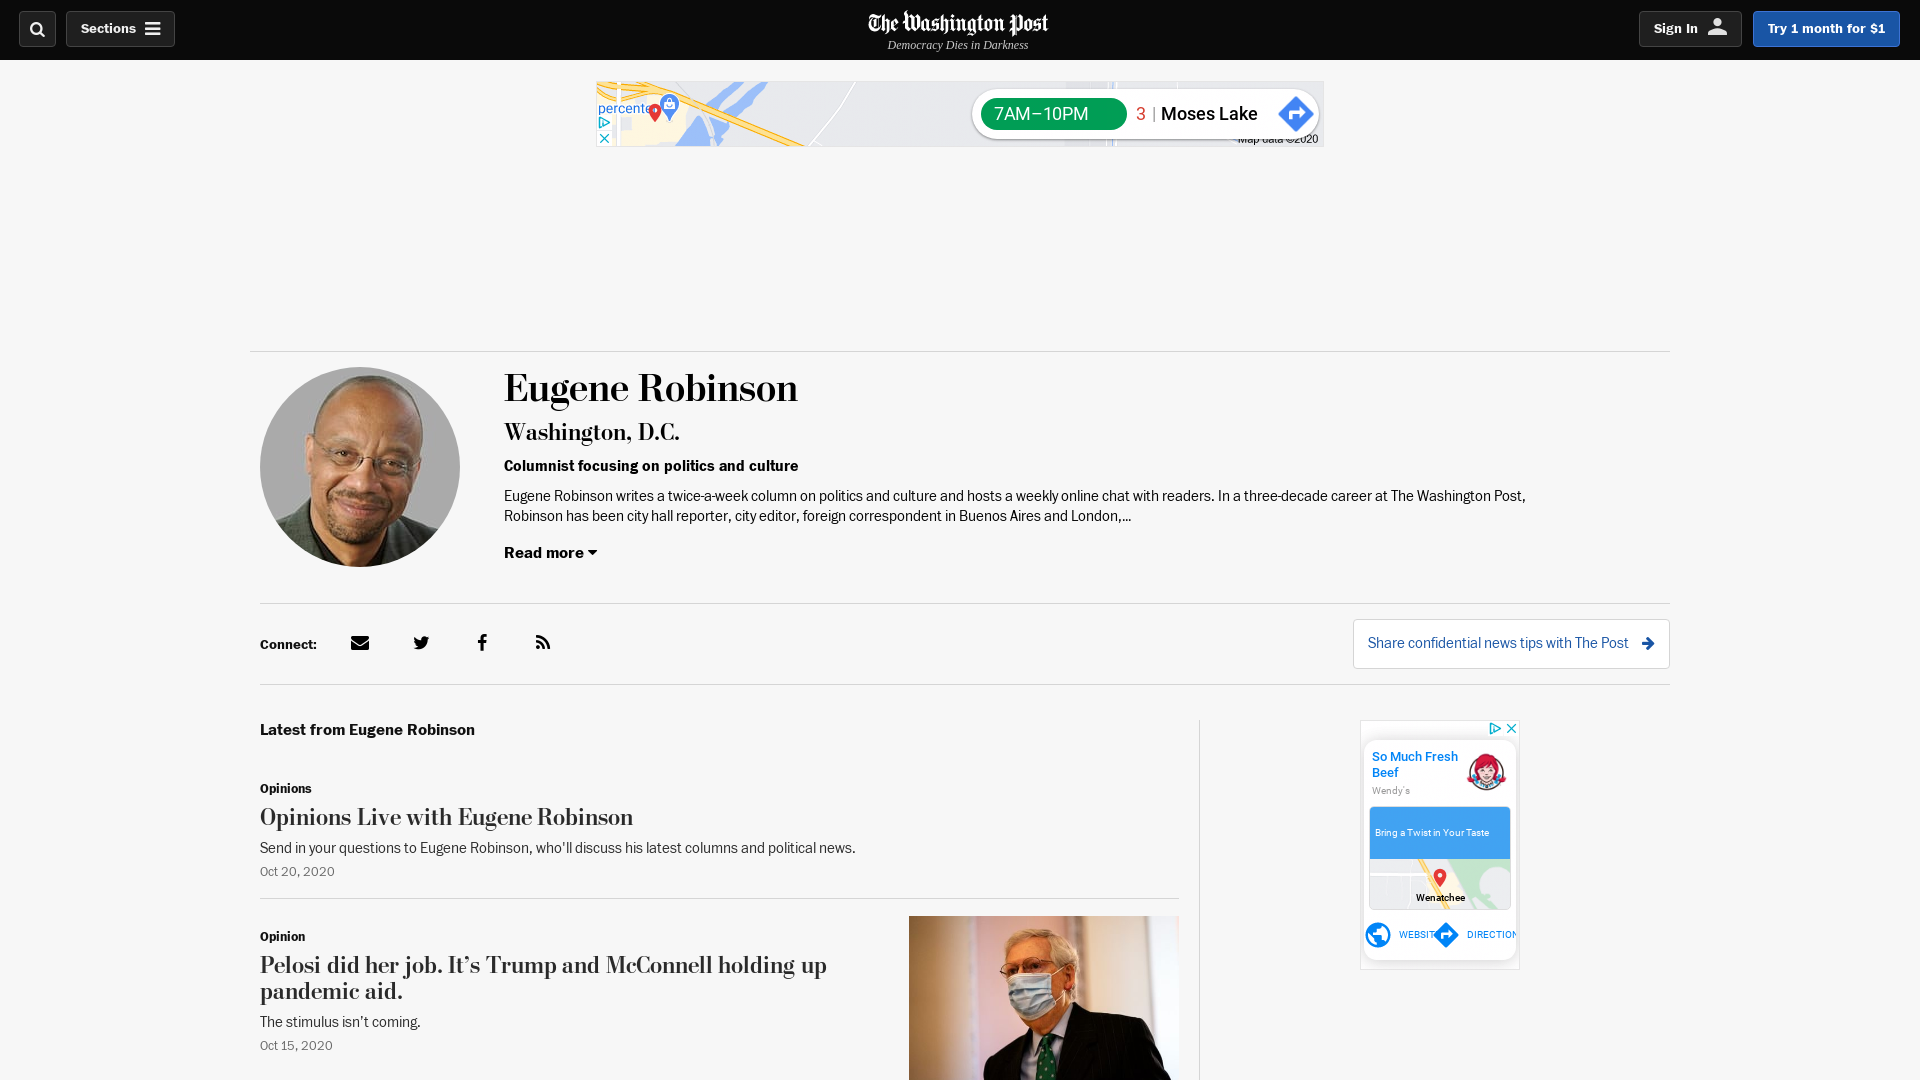 Sections
The Washington Post
Democracy Dies in Darkness
Sign In
Try 1 month for $1
7AM–10PM
3 | Moses Lake
Map data ©2020
Eugene Robinson
Washington, D.C.
Columnist focusing on politics and culture
Eugene Robinson writes a twice-a-week column on politics and culture and hosts a weekly online chat with readers. In a three-decade career at The Washington Post,
Robinson has been city hall reporter, city editor, foreign correspondent in Buenos Aires and London,...
Read more
Connect:
Share confidential news tips with The Post
Latest from Eugene Robinson
Opinions
Opinions Live with Eugene Robinson
Send in your questions to Eugene Robinson, who'll discuss his latest columns and political news.
Oct 20, 2020
Opinion
Pelosi did her job. It’s Trump and McConnell holding up
pandemic aid.
The stimulus isn’t coming.
Oct 15, 2020
So Much Fresh
Beef
Wendy's
Bring a Twist in Your Taste
Wenatchee
WEBSIT
DIRECTION